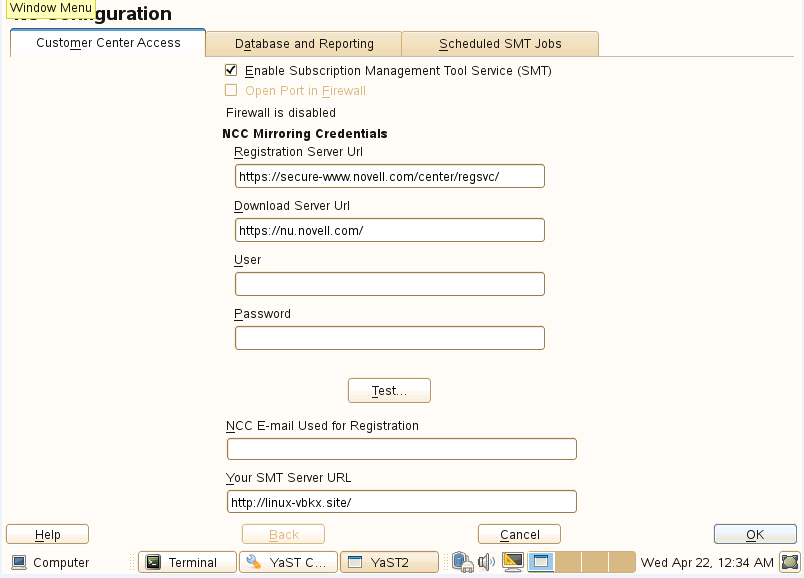 Window Menu
guration
Customer Center Access
Database and Reporting
Scheduled SMT Jobs
Enable Subscription Management Tool Service (SMT)
Open Port in Firewall
Firewall is disabled
NCC Mirroring Credentials
Registration Server Url
https://secure-www.novell.com/center/regsvc/
Download Server Url
https://nu.novell.com/
User
Password
Test...
NCC E-mail Used for Registration
Your SMT Server URL
http://linux-vbkx.site/
Help
Back
Cancel
OK
Computer
Terminal
YaST C...
YaST2
Wed Apr 22, 12:34 AM